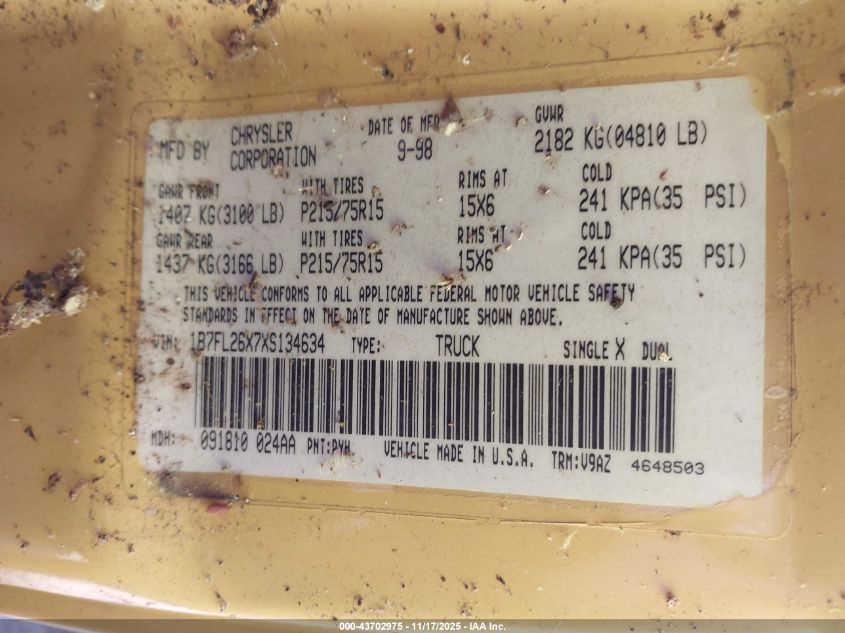 MFD BY CHRYSLER CORPORATION DATE OF MFR 9-98 GVWR 2182 KG(04810 LB)
GAWR FRONT WITH TIRES RIMS AT COLD
1407 KG(3100 LB) P215/75R15 15X6 241 KPA(35 PSI)
GAWR REAR WITH TIRES RIMS AT COLD
1437 KG(3166 LB) P215/75R15 15X6 241 KPA(35 PSI)
THIS VEHICLE CONFORMS TO ALL APPLICABLE FEDERAL MOTOR VEHICLE SAFETY
STANDARDS IN EFFECT ON THE DATE OF MANUFACTURE SHOWN ABOVE.
VIN: 1B7FL26X7XS134634 TYPE: TRUCK SINGLE X DUAL
MDH: 091810 024AA PNT:PYH VEHICLE MADE IN U.S.A. TRM:V9AZ 4648503
000-43702975 - 11/17/2025 - IAA Inc.